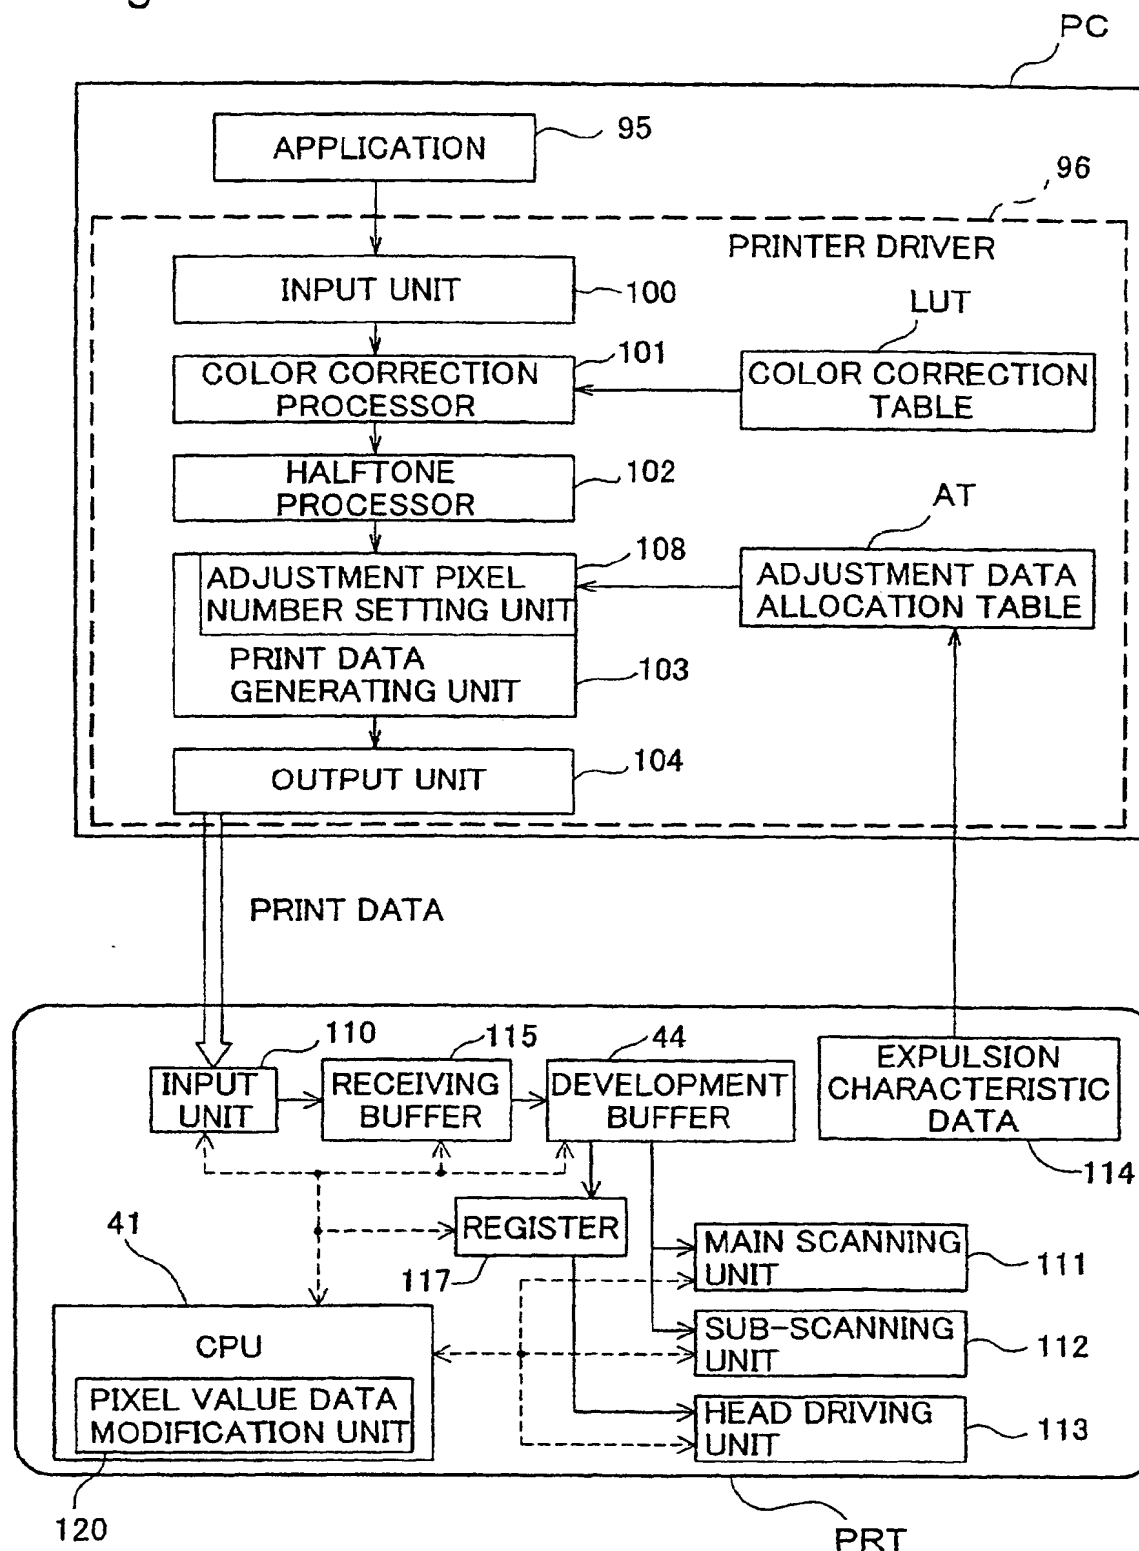 PC
APPLICATION
95
96
PRINTER DRIVER
INPUT UNIT
100
LUT
101
COLOR CORRECTION
PROCESSOR
COLOR CORRECTION
TABLE
HALFTONE
PROCESSOR
102
AT
108
ADJUSTMENT PIXEL
NUMBER SETTING UNIT
ADJUSTMENT DATA
ALLOCATION TABLE
PRINT DATA
GENERATING UNIT
103
OUTPUT UNIT
104
PRINT DATA
110
115
44
INPUT
UNIT
RECEIVING
BUFFER
DEVELOPMENT
BUFFER
EXPULSION
CHARACTERISTIC
DATA
114
41
REGISTER
117
MAIN SCANNING
UNIT
111
CPU
SUB-SCANNING
UNIT
112
PIXEL VALUE DATA
MODIFICATION UNIT
HEAD DRIVING
UNIT
113
120
PRT